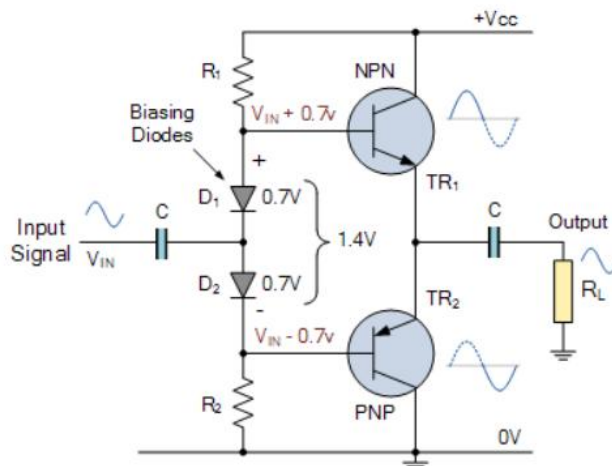 +Vcc
R1
NPN
VIN + 0.7v
Biasing
Diodes
+
TR1
D1
0.7V
C
C
Output
Input
Signal
VIN
1.4V
RL
D2
0.7V
TR2
-
VIN - 0.7v
R2
PNP
0V